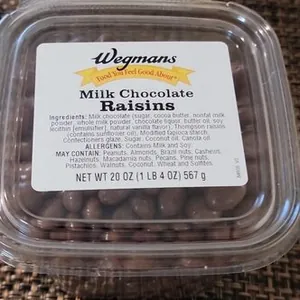 Wegmans
Food You Feel Good About™
Milk Chocolate
Raisins
Ingredients: Milk chocolate (sugar, cocoa butter, nonfat milk
powder, whole milk powder, chocolate liquor, butter oil, soy
lecithin [emulsifier], natural vanilla flavor), Thompson raisins
(contains sunflower oil), Modified tapioca starch,
Confectioners glaze, Sugar, Coconut oil, Canola oil.
ALLERGENS: Contains Milk and Soy.
MAY CONTAIN: Peanuts, Almonds, Brazil nuts, Cashews,
Hazelnuts, Macadamia nuts, Pecans, Pine nuts,
Pistachios, Walnuts, Coconut, Wheat and Sulfites.
NET WT 20 OZ (1 LB 4 OZ) 567 g